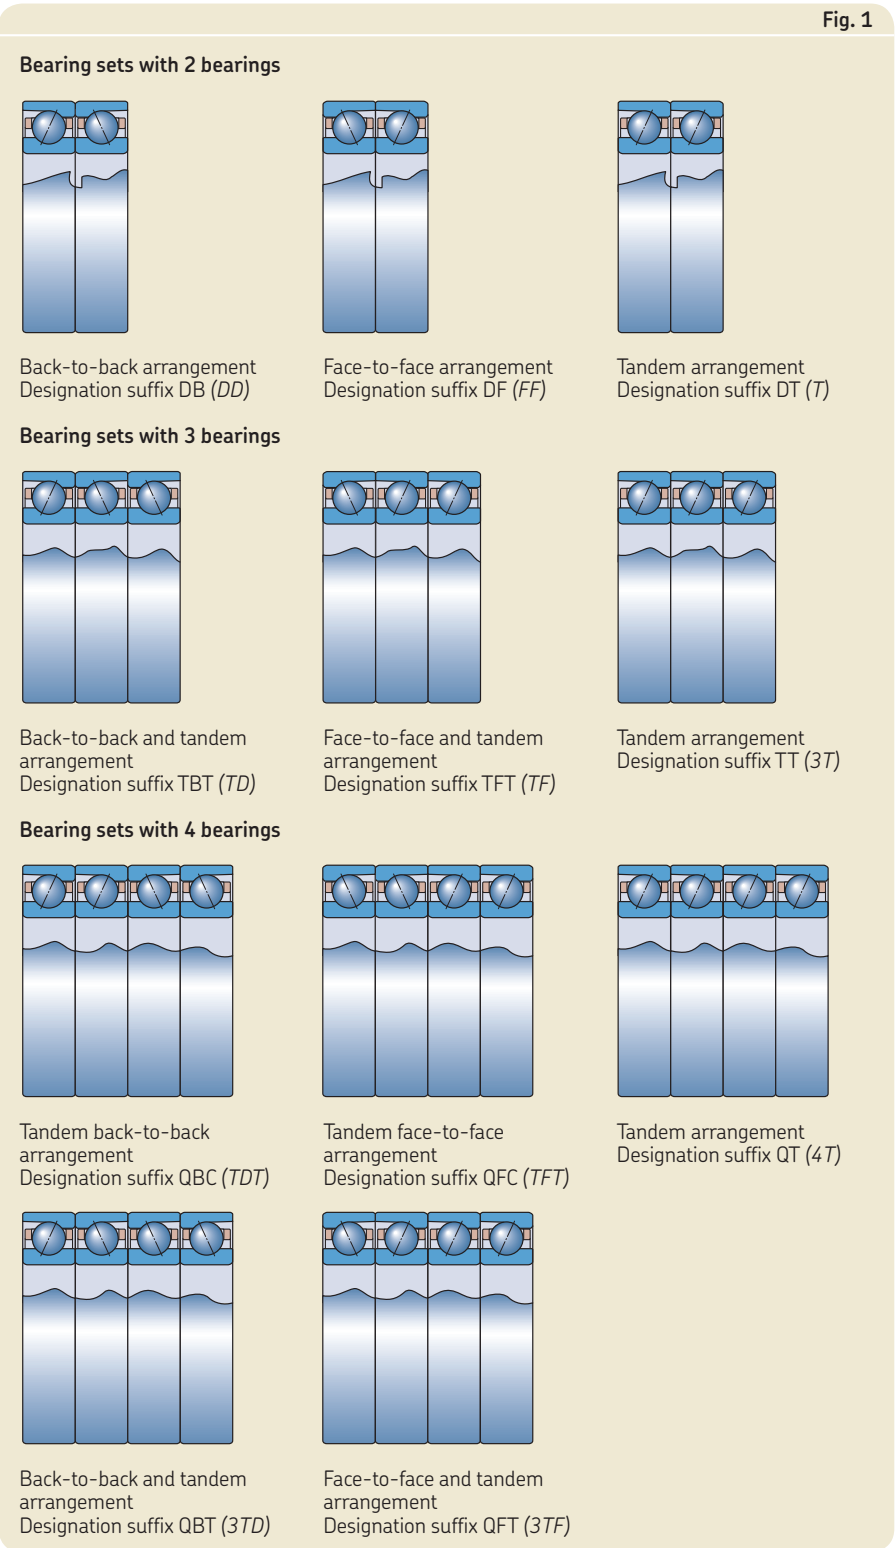 Fig. 1
Bearing sets with 2 bearings
Back-to-back arrangement
Designation suffix DB (DD)
Face-to-face arrangement
Designation suffix DF (FF)
Tandem arrangement
Designation suffix DT (T)
Bearing sets with 3 bearings
Back-to-back and tandem
arrangement
Designation suffix TBT (TD)
Face-to-face and tandem
arrangement
Designation suffix TFT (TF)
Tandem arrangement
Designation suffix TT (3T)
Bearing sets with 4 bearings
Tandem back-to-back
arrangement
Designation suffix QBC (TDT)
Tandem face-to-face
arrangement
Designation suffix QFC (TFT)
Tandem arrangement
Designation suffix QT (4T)
Back-to-back and tandem
arrangement
Designation suffix QBT (3TD)
Face-to-face and tandem
arrangement
Designation suffix QFT (3TF)